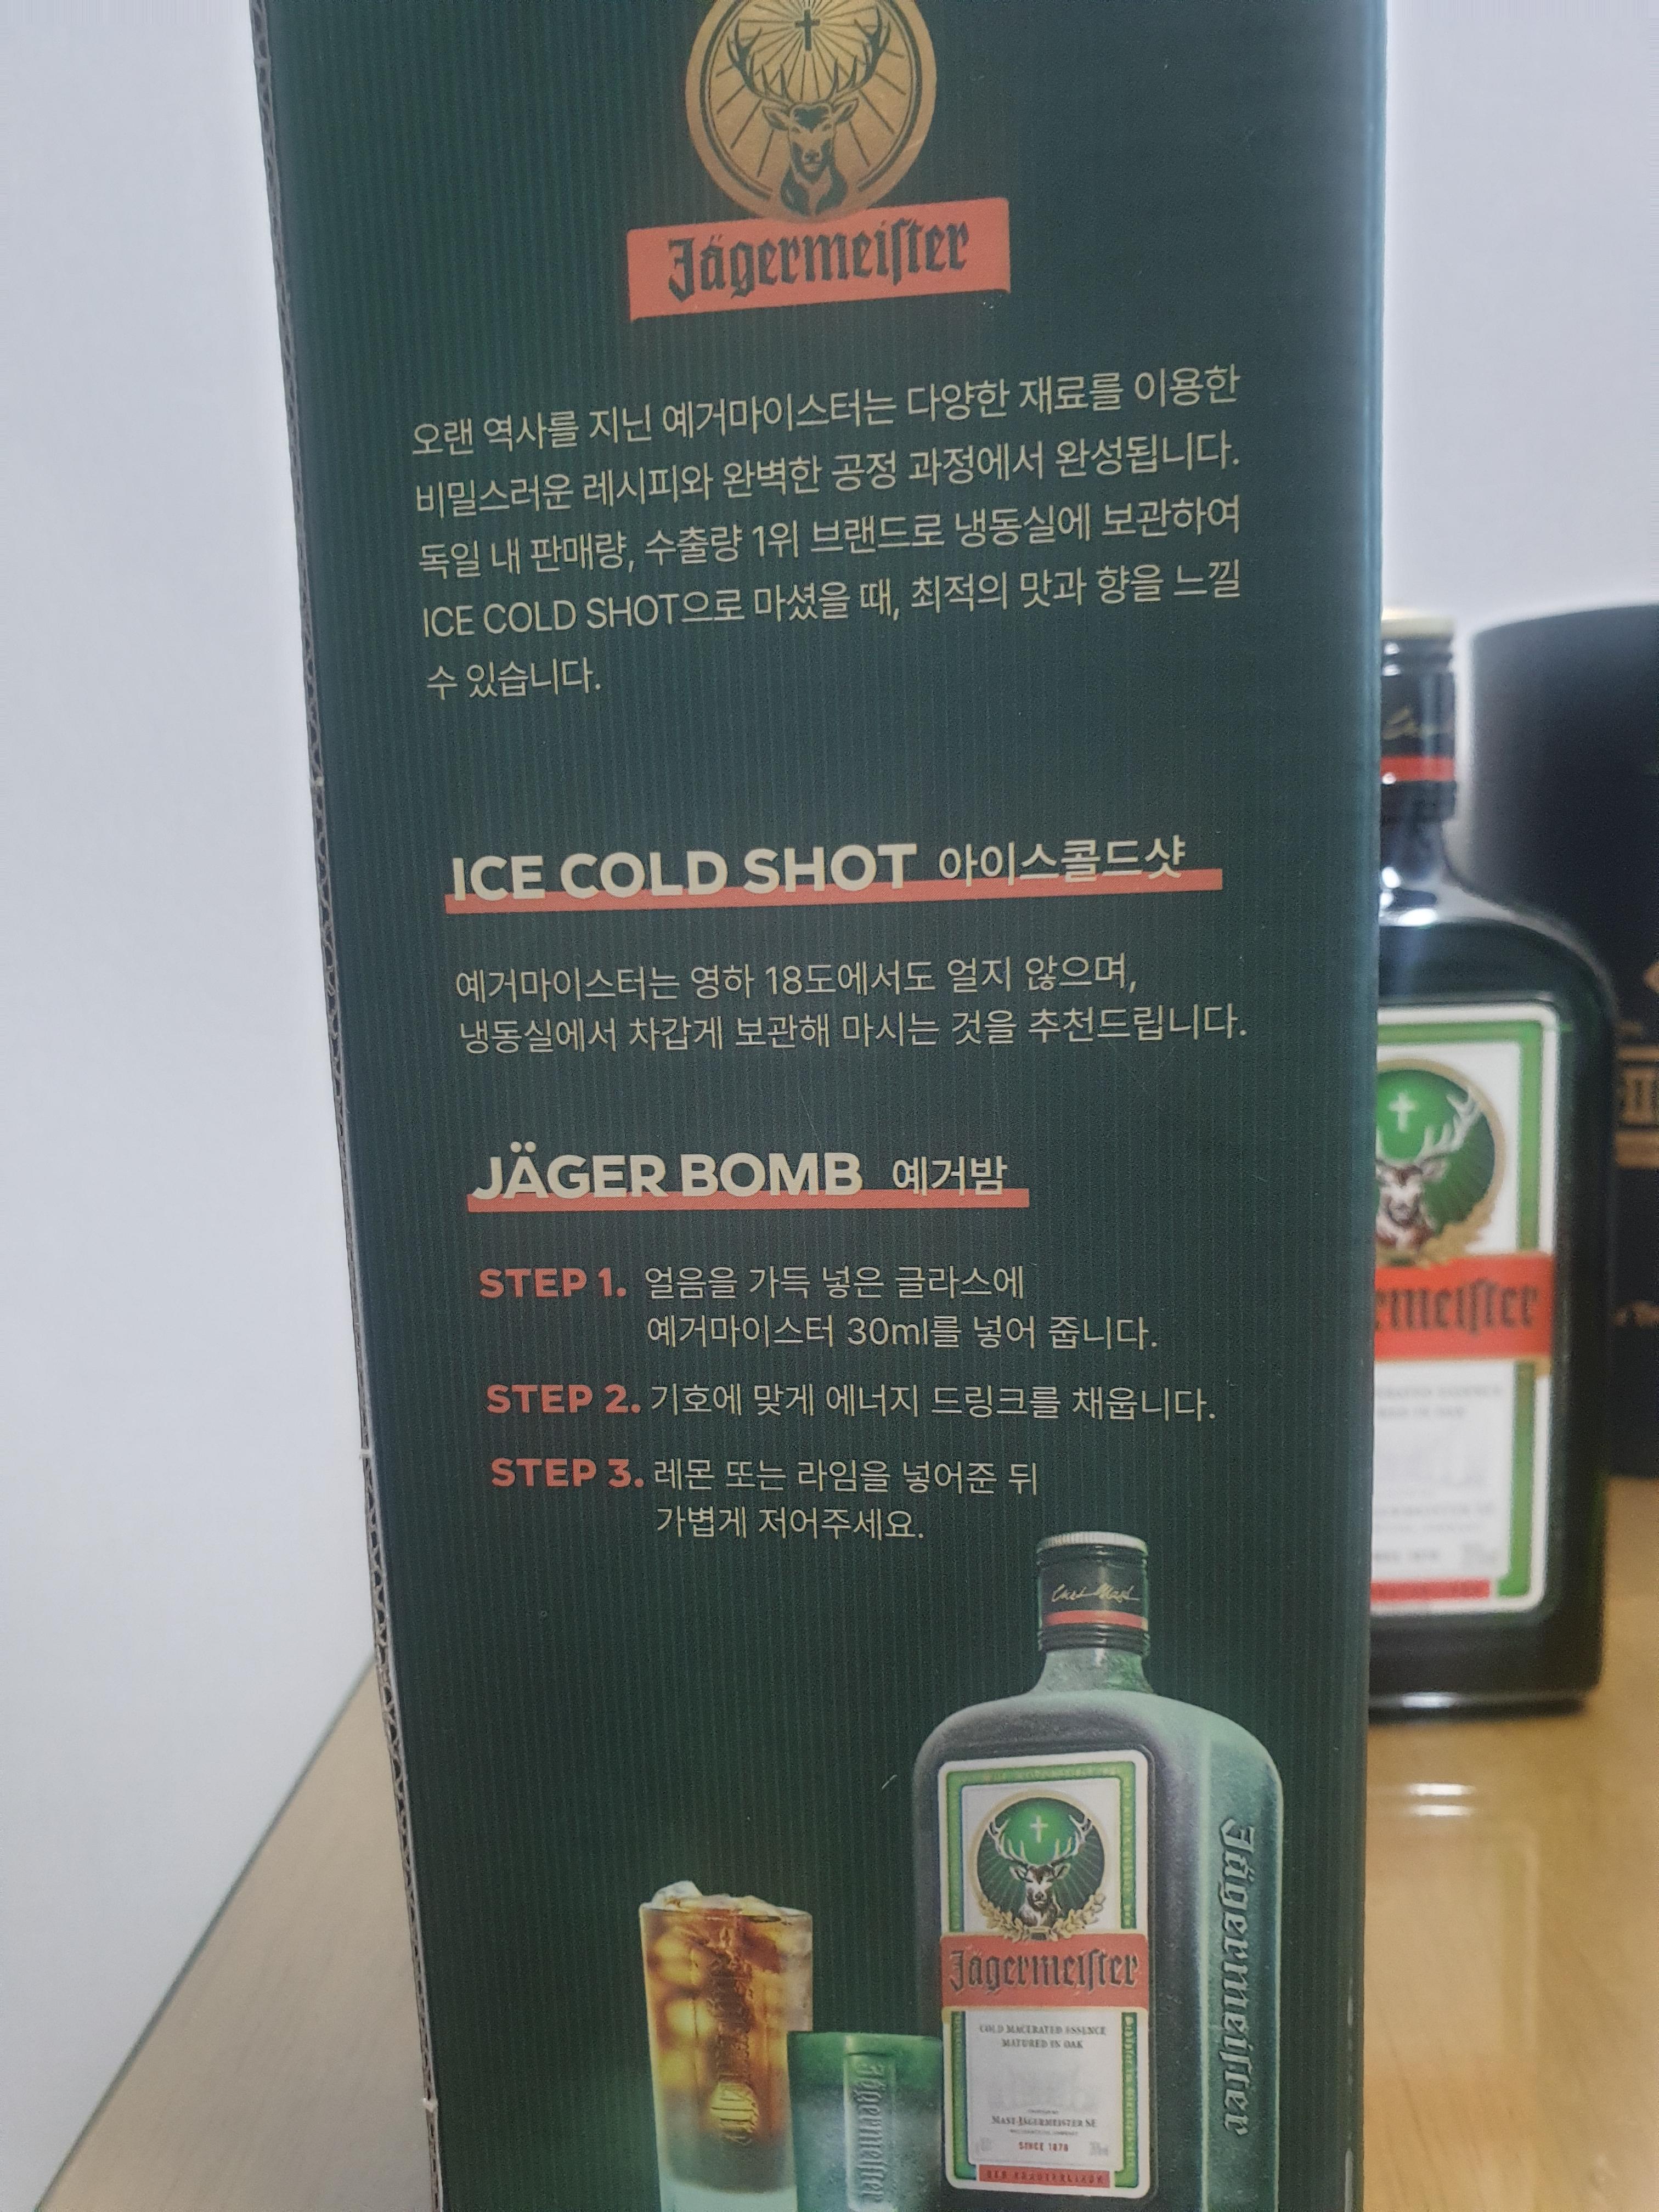 Jägermeister
오랜 역사를 지닌 예거마이스터는 다양한 재료를 이용한
비밀스러운 레시피와 완벽한 공정 과정에서 완성됩니다.
독일 내 판매량, 수출량 1위 브랜드로 냉동실에 보관하여
ICE COLD SHOT으로 마셨을 때, 최적의 맛과 향을 느낄
수 있습니다.
ICE COLD SHOT 아이스콜드샷
예거마이스터는 영하 18도에서도 얼지 않으며,
냉동실에서 차갑게 보관해 마시는 것을 추천드립니다.
JÄGER BOMB 예거밤
STEP 1. 얼음을 가득 넣은 글라스에
예거마이스터 30ml를 넣어 줍니다.
STEP 2. 기호에 맞게 에너지 드링크를 채웁니다.
STEP 3. 레몬 또는 라임을 넣어준 뒤
가볍게 저어주세요.
Curt Mast
Jägermeister
COLD MACERATED ESSENCE
MATURED IN OAK
MAST-JÄGERMEISTER SE
SINCE 1878
DER KRÄUTERLIKÖR
Jägermeister
Jägermeister
rmeister